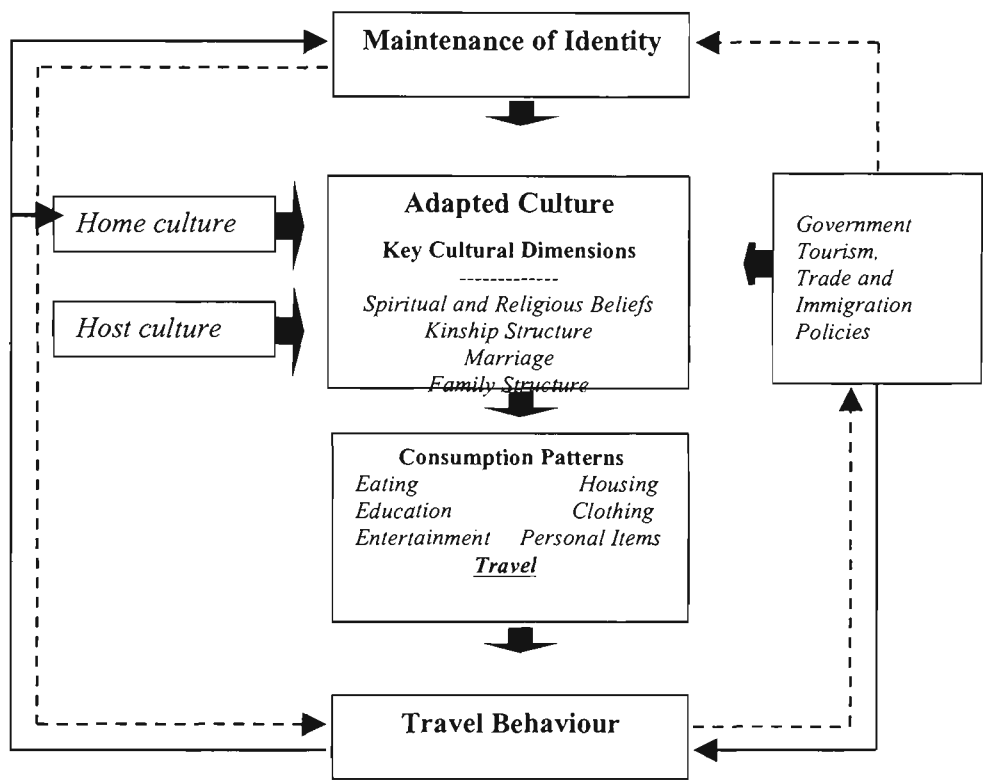 Maintenance of Identity
Home culture
Host culture
Adapted Culture
Key Cultural Dimensions
--------------
Spiritual and Religious Beliefs
Kinship Structure
Marriage
Family Structure
Government
Tourism,
Trade and
Immigration
Policies
Consumption Patterns
Eating Housing
Education Clothing
Entertainment Personal Items
Travel
Travel Behaviour